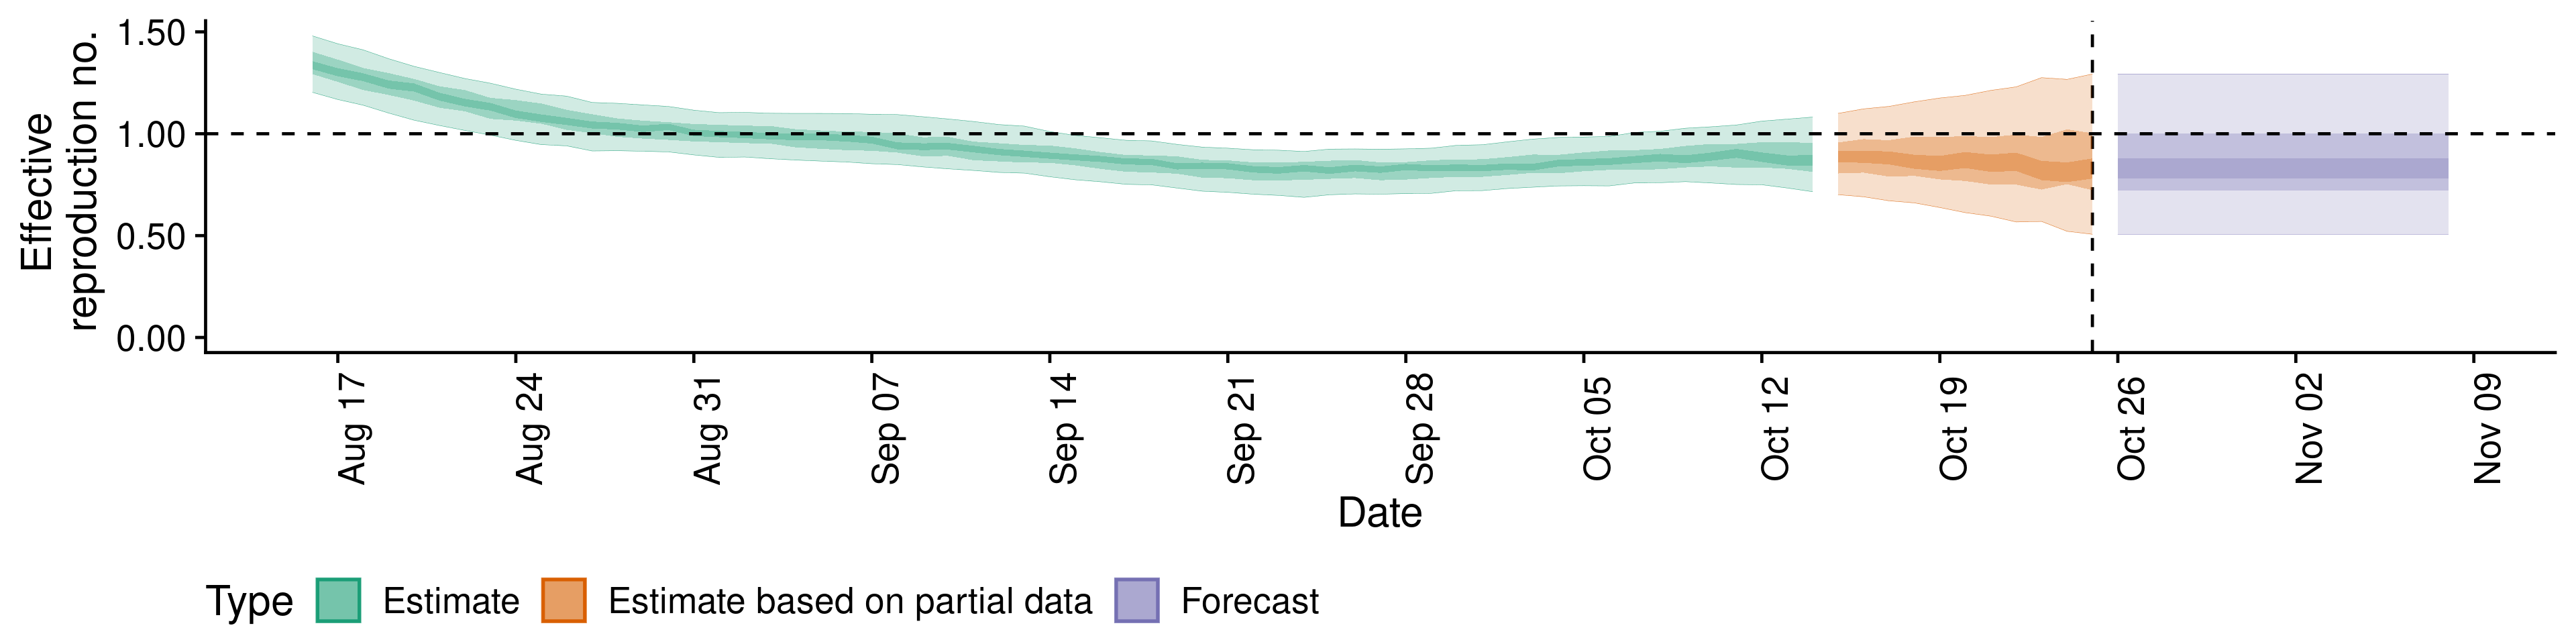 Effective
reproduction no.
1.50
1.00
0.50
0.00
Aug 17
Aug 24
Aug 31
Sep 07
Sep 14
Sep 21
Sep 28
Oct 05
Oct 12
Oct 19
Oct 26
Nov 02
Nov 09
Date
Type Estimate Estimate based on partial data Forecast